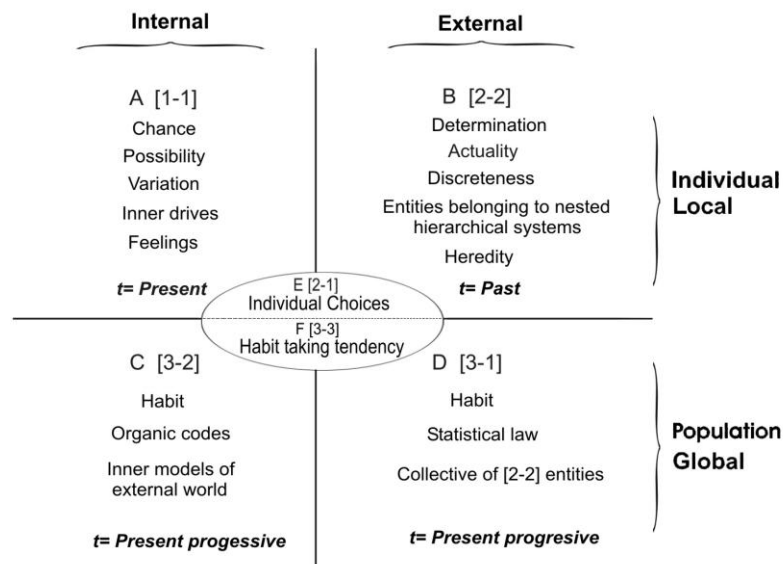 Internal
External
A [1-1]
Chance
Possibility
Variation
Inner drives
Feelings
t= Present
B [2-2]
Determination
Actuality
Discreteness
Entities belonging to nested
hierarchical systems
Heredity
t= Past
Individual
Local
E [2-1]
Individual Choices
F [3-3]
Habit taking tendency
C [3-2]
Habit
Organic codes
Inner models of
external world
t= Present progessive
D [3-1]
Habit
Statistical law
Collective of [2-2] entities
t= Present progresive
Population
Global